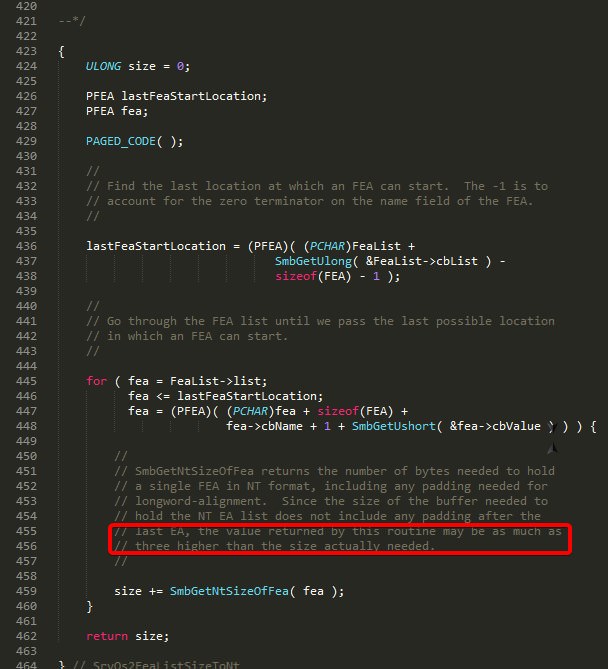 420
421 --*/
422
423 {
424 ULONG size = 0;
425
426 PFEA lastFeaStartLocation;
427 PFEA fea;
428
429 PAGED_CODE( );
430
431 //
432 // Find the last location at which an FEA can start.  The -1 is to
433 // account for the zero terminator on the name field of the FEA.
434 //
435
436 lastFeaStartLocation = (PFEA)( (PCHAR)FeaList +
437 SmbGetUlong( &FeaList->cbList ) -
438 sizeof(FEA) - 1 );
439
440 //
441 // Go through the FEA list until we pass the last possible location
442 // in which an FEA can start.
443 //
444
445 for ( fea = FeaList->list;
446 fea <= lastFeaStartLocation;
447 fea = (PFEA)( (PCHAR)fea + sizeof(FEA) +
448 fea->cbName + 1 + SmbGetUshort( &fea->cbValue ) ) ) {
449
450 //
451 // SmbGetNtSizeOfFea returns the number of bytes needed to hold
452 // a single FEA in NT format, including any padding needed for
453 // longword-alignment.  Since the size of the buffer needed to
454 // hold the NT EA list does not include any padding after the
455 // last EA, the value returned by this routine may be as much as
456 // three higher than the size actually needed.
457 //
458
459 size += SmbGetNtSizeOfFea( fea );
460 }
461
462 return size;
463
464 } // SrvOs2FeaListSizeToNt